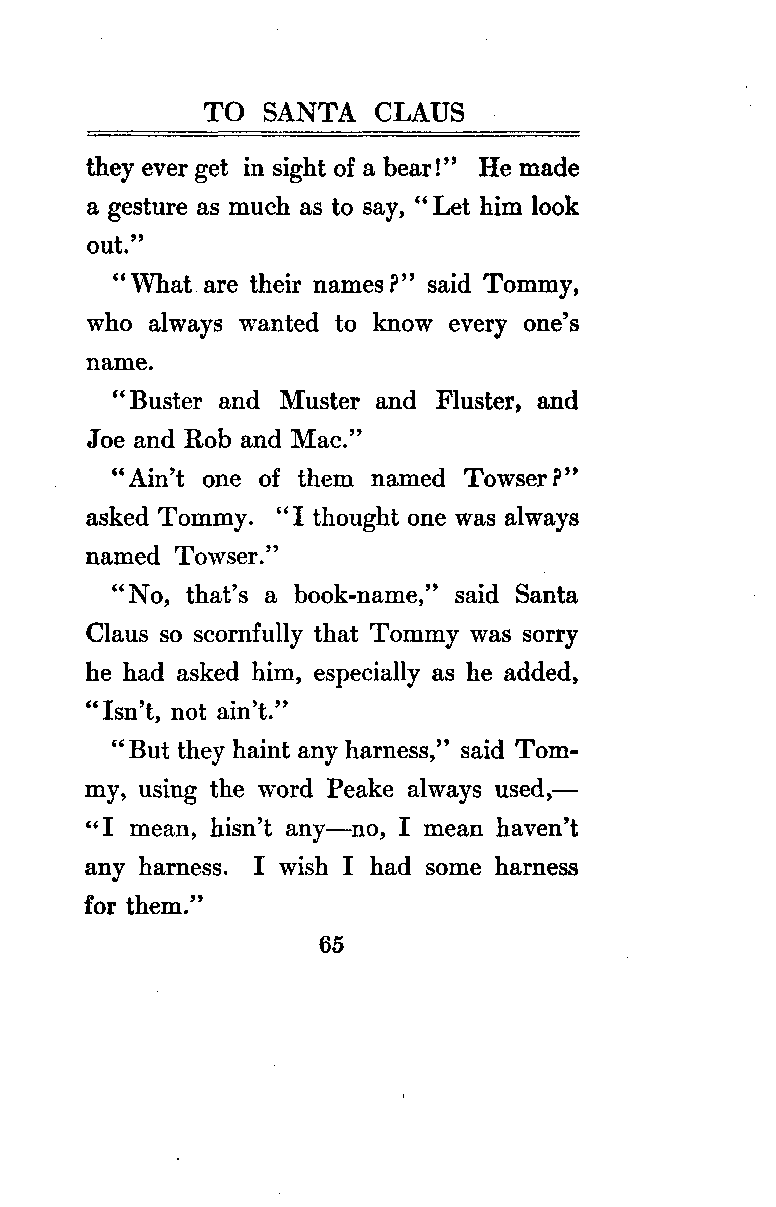 TO SANTA CLAUS
they ever get in sight of a bear!" He made
a gesture as much as to say, "Let him look
out."
"What are their names?" said Tommy,
who always wanted to know every one's
name.
"Buster and Muster and Fluster, and
Joe and Rob and Mac."
"Ain't one of them named Towser?"
asked Tommy. "I thought one was always
named Towser."
"No, that's a book-name," said Santa
Claus so scornfully that Tommy was sorry
he had asked him, especially as he added,
"Isn't, not ain't."
"But they haint any harness," said Tom-
my, using the word Peake always used,—
"I mean, hisn't any—no, I mean haven't
any harness. I wish I had some harness
for them."
65